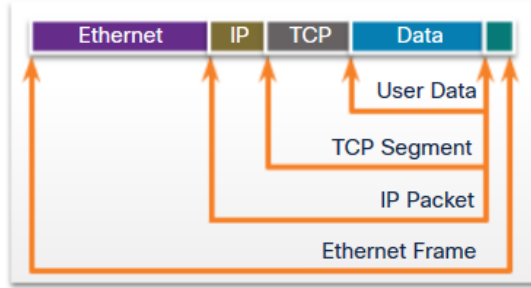 Ethernet IP TCP Data
User Data
TCP Segment
IP Packet
Ethernet Frame